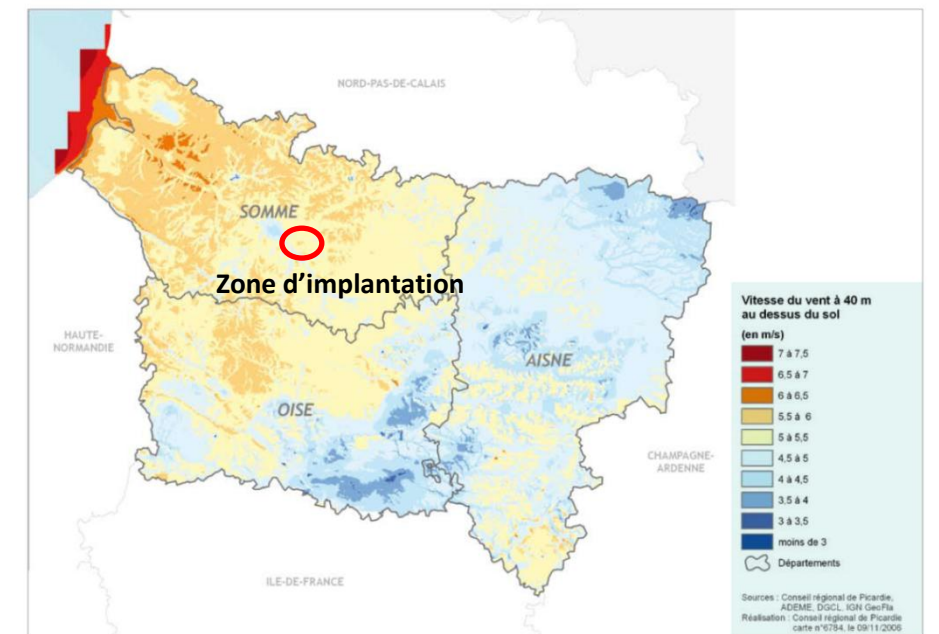 NORD-PAS-DE-CALAIS
SOMME
Zone d’implantation
HAUTE-
NORMANDIE
AISNE
OISE
CHAMPAGNE-
ARDENNE
ILE-DE-FRANCE
Vitesse du vent à 40 m
au dessus du sol
(en m/s)
7 à 7,5
6,5 à 7
6 à 6,5
5,5 à 6
5 à 5,5
4,5 à 5
4 à 4,5
3,5 à 4
3 à 3,5
moins de 3
Départements
Sources : Conseil régional de Picardie,
ADEME, DGCL, IGN GeoFla
Réalisation : Conseil régional de Picardie
carte n°6784, le 09/11/2006